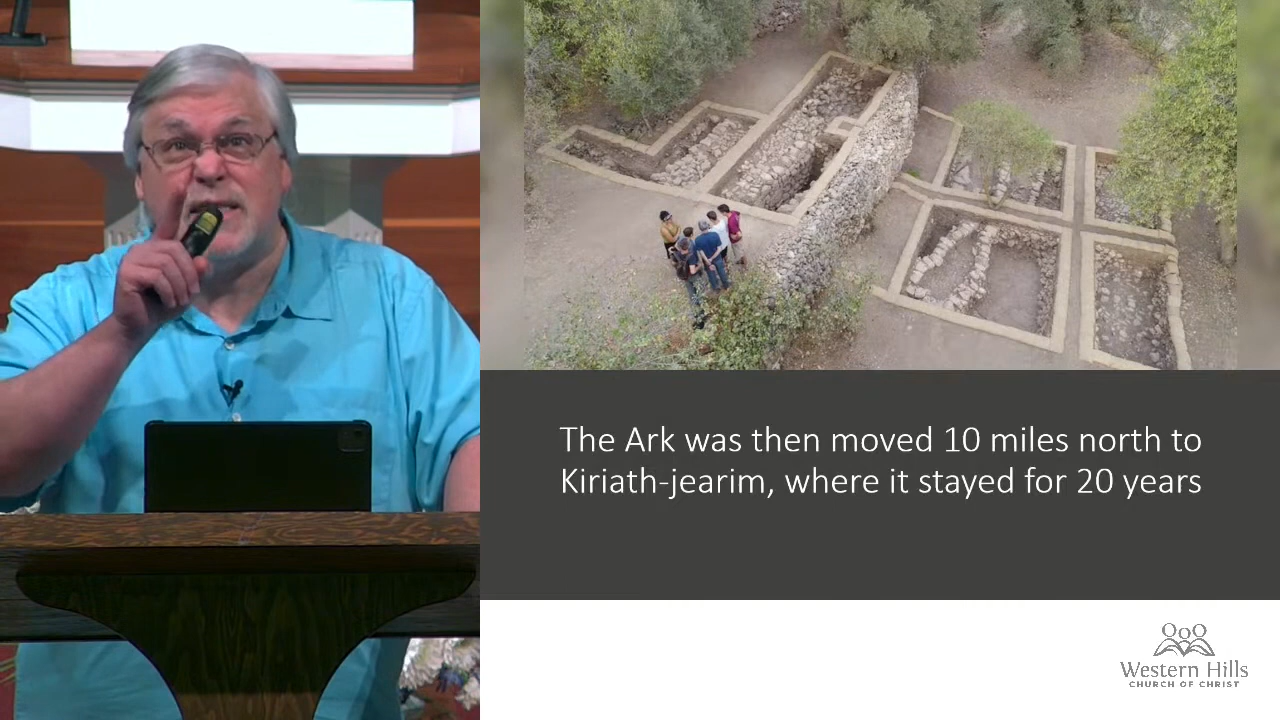 The Ark was then moved 10 miles north to
Kiriath-jearim, where it stayed for 20 years
Western Hills
CHURCH OF CHRIST